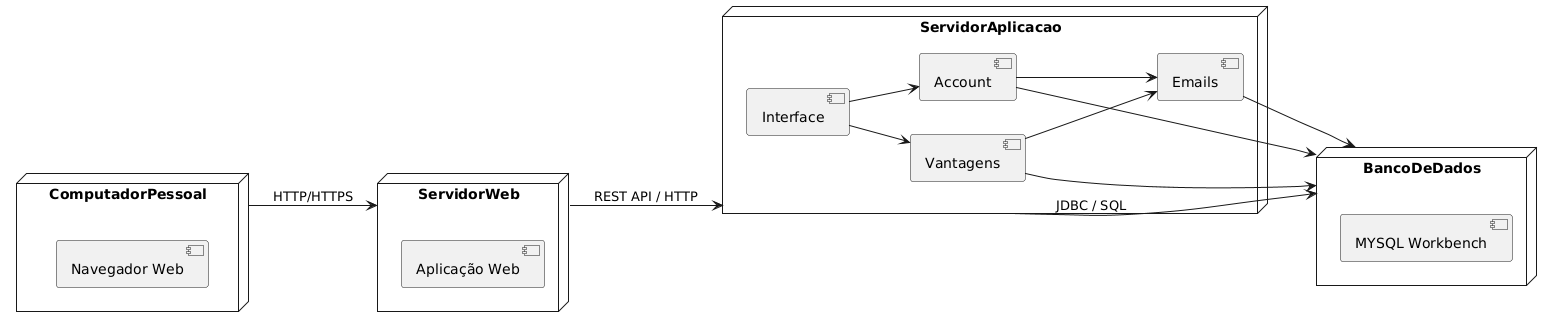 ServidorAplicacao
Account
Emails
Interface
Vantagens
BancoDeDados
ComputadorPessoal
HTTP/HTTPS
ServidorWeb
REST API / HTTP
JDBC / SQL
MYSQL Workbench
Navegador Web
Aplicação Web